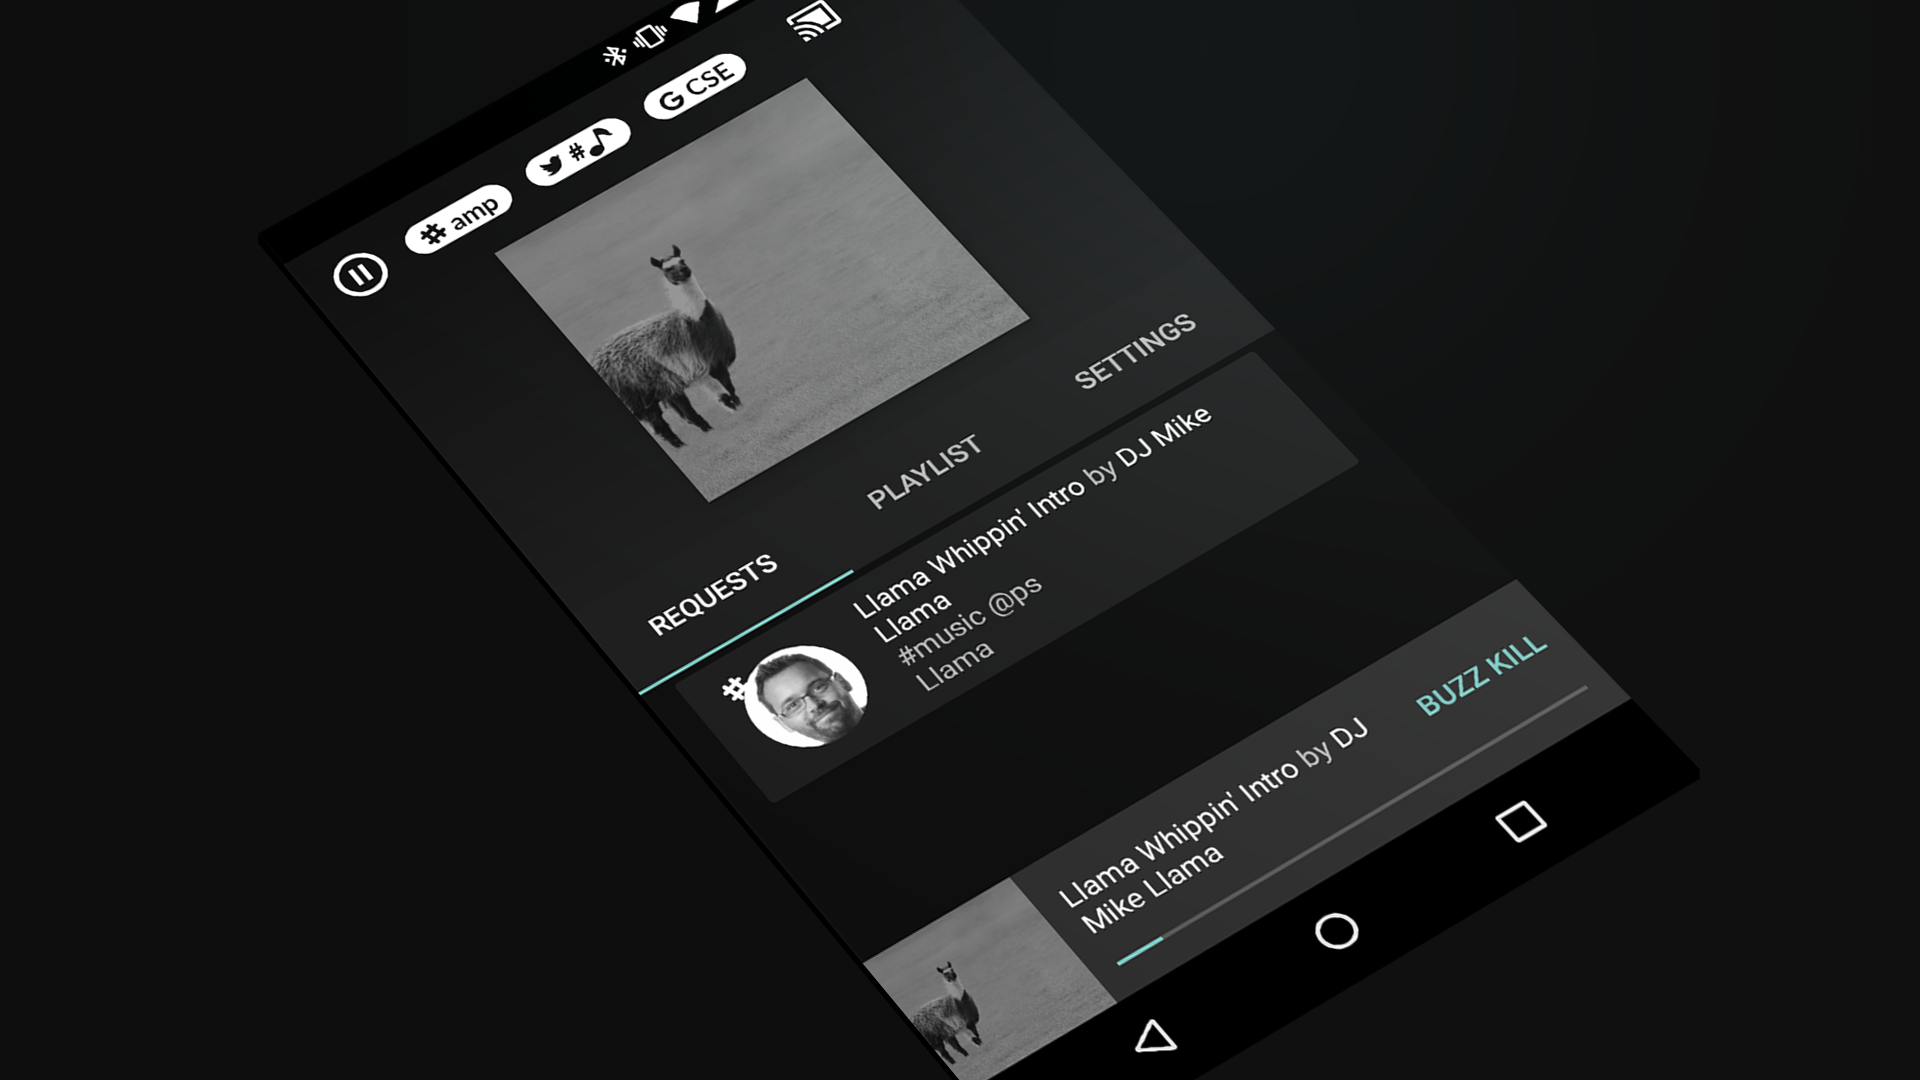 G CSE
#
# amp
SETTINGS
PLAYLIST
REQUESTS
Llama Whippin' Intro by DJ Mike
Llama
#music @ps
Llama
#
BUZZ KILL
Llama Whippin' Intro by DJ
Mike Llama